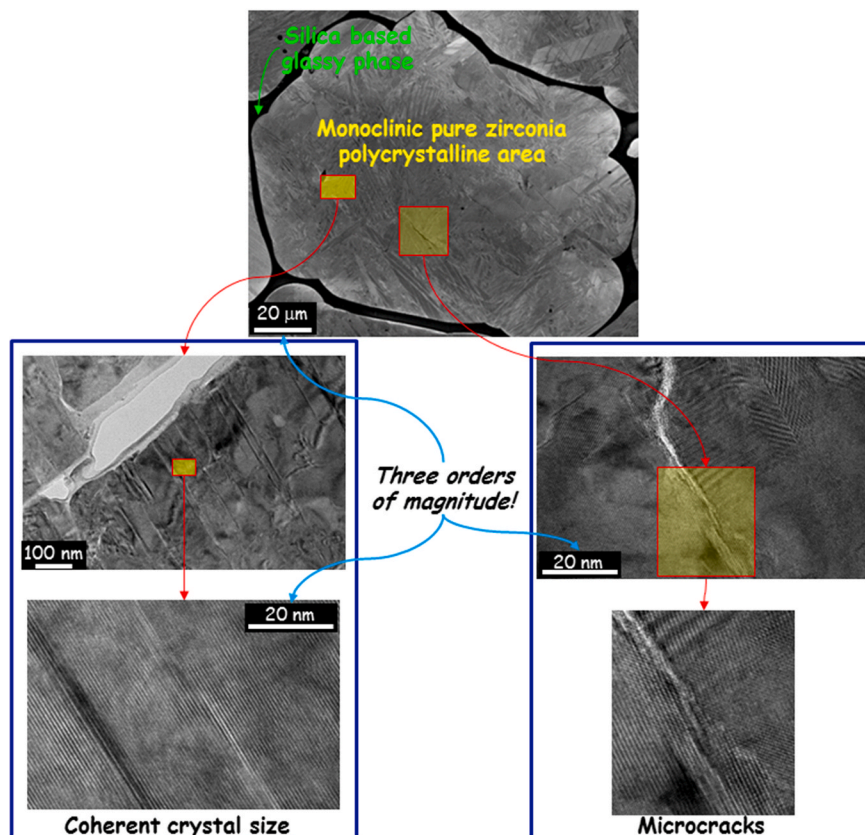 Silica based
glassy phase
Monoclinic pure zirconia
polycrystalline area
20 μm
Three orders
of magnitude!
100 nm
20 nm
20 nm
Coherent crystal size
Microcracks